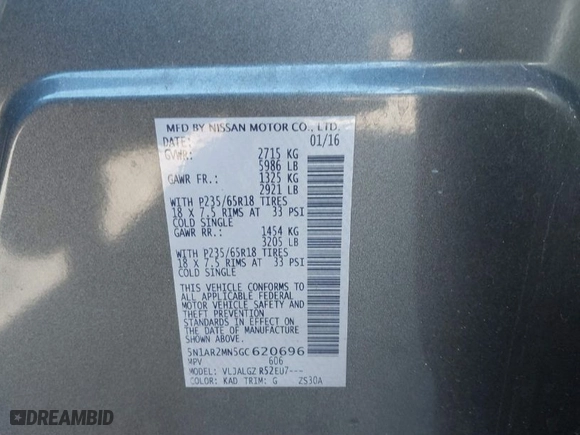 MFD BY NISSAN MOTOR CO., LTD.
DATE: 01/16
GVWR: 2715 KG
5986 LB
GAWR FR.: 1325 KG
2921 LB
WITH P235/65R18 TIRES
18 X 7.5 RIMS AT 33 PSI
COLD SINGLE
GAWR RR.: 1454 KG
3205 LB
WITH P235/65R18 TIRES
18 X 7.5 RIMS AT 33 PSI
COLD SINGLE
THIS VEHICLE CONFORMS TO
ALL APPLICABLE FEDERAL
MOTOR VEHICLE SAFETY AND
THEFT PREVENTION
STANDARDS IN EFFECT ON
THE DATE OF MANUFACTURE
SHOWN ABOVE.
5N1AR2MN5GC620696
MPV 606
MODEL: VLJALGZ R52EU7---
COLOR: KAD TRIM: G 2S30A
DREAMBID